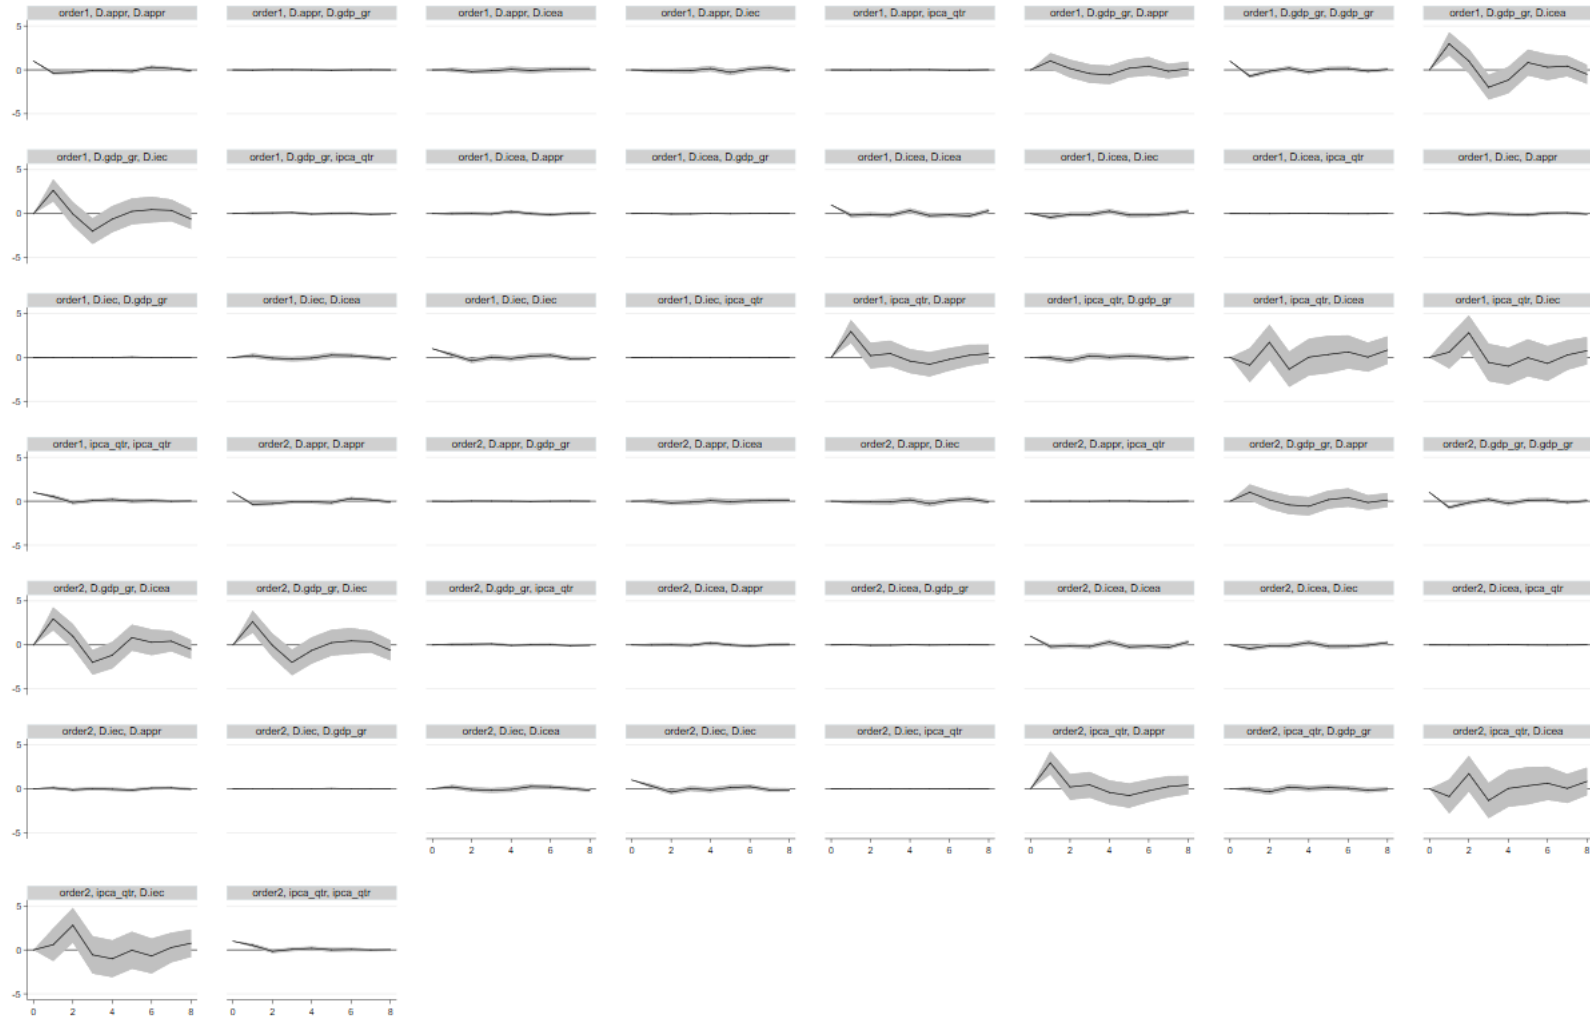 order1, D.appr, D.appr
order1, D.appr, D.gdp_gr
order1, D.appr, D.icea
order1, D.appr, D.iec
order1, D.appr, ipca_qtr
order1, D.gdp_gr, D.appr
order1, D.gdp_gr, D.gdp_gr
order1, D.gdp_gr, D.icea
5
0
-5
order1, D.gdp_gr, D.iec
order1, D.gdp_gr, ipca_qtr
order1, D.icea, D.appr
order1, D.icea, D.gdp_gr
order1, D.icea, D.icea
order1, D.icea, D.iec
order1, D.icea, ipca_qtr
order1, D.iec, D.appr
5
0
-5
order1, D.iec, D.gdp_gr
order1, D.iec, D.icea
order1, D.iec, D.iec
order1, D.iec, ipca_qtr
order1, ipca_qtr, D.appr
order1, ipca_qtr, D.gdp_gr
order1, ipca_qtr, D.icea
order1, ipca_qtr, D.iec
5
0
-5
order1, ipca_qtr, ipca_qtr
order2, D.appr, D.appr
order2, D.appr, D.gdp_gr
order2, D.appr, D.icea
order2, D.appr, D.iec
order2, D.appr, ipca_qtr
order2, D.gdp_gr, D.appr
order2, D.gdp_gr, D.gdp_gr
5
0
-5
order2, D.gdp_gr, D.icea
order2, D.gdp_gr, D.iec
order2, D.gdp_gr, ipca_qtr
order2, D.icea, D.appr
order2, D.icea, D.gdp_gr
order2, D.icea, D.icea
order2, D.icea, D.iec
order2, D.icea, ipca_qtr
5
0
-5
order2, D.iec, D.appr
order2, D.iec, D.gdp_gr
order2, D.iec, D.icea
order2, D.iec, D.iec
order2, D.iec, ipca_qtr
order2, ipca_qtr, D.appr
order2, ipca_qtr, D.gdp_gr
order2, ipca_qtr, D.icea
5
0
-5
0 2 4 6 8
0 2 4 6 8
0 2 4 6 8
0 2 4 6 8
0 2 4 6 8
0 2 4 6 8
order2, ipca_qtr, D.iec
order2, ipca_qtr, ipca_qtr
5
0
-5
0 2 4 6 8
0 2 4 6 8